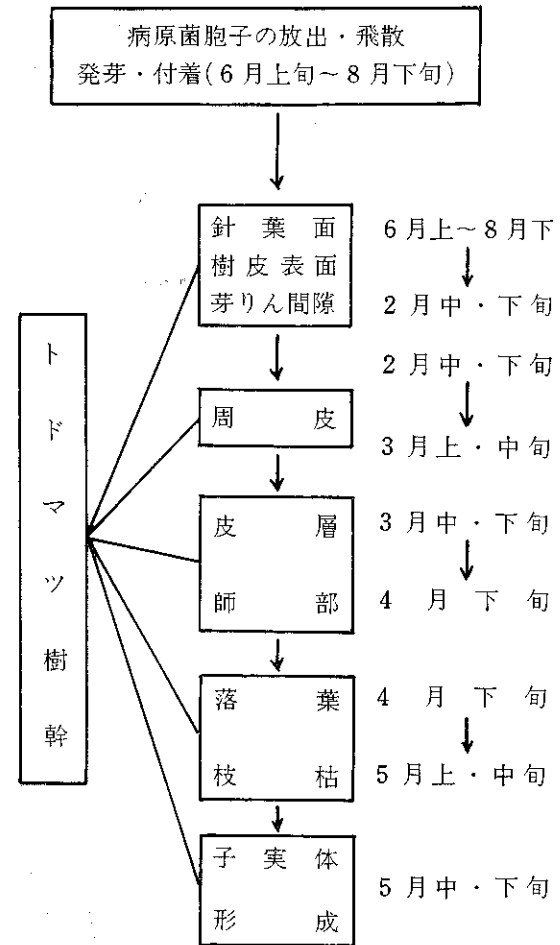 病原菌胞子の放出・飛散
発芽・付着(6月上旬～8月下旬)
針葉面
樹皮表面
芽りん間隙
6月上～8月下
2月中・下旬
周皮
2月中・下旬
3月上・中旬
皮層
師部
3月中・下旬
4月下旬
落葉
枝枯
4月下旬
5月上・中旬
子実体
形成
5月中・下旬
トドマツ樹幹